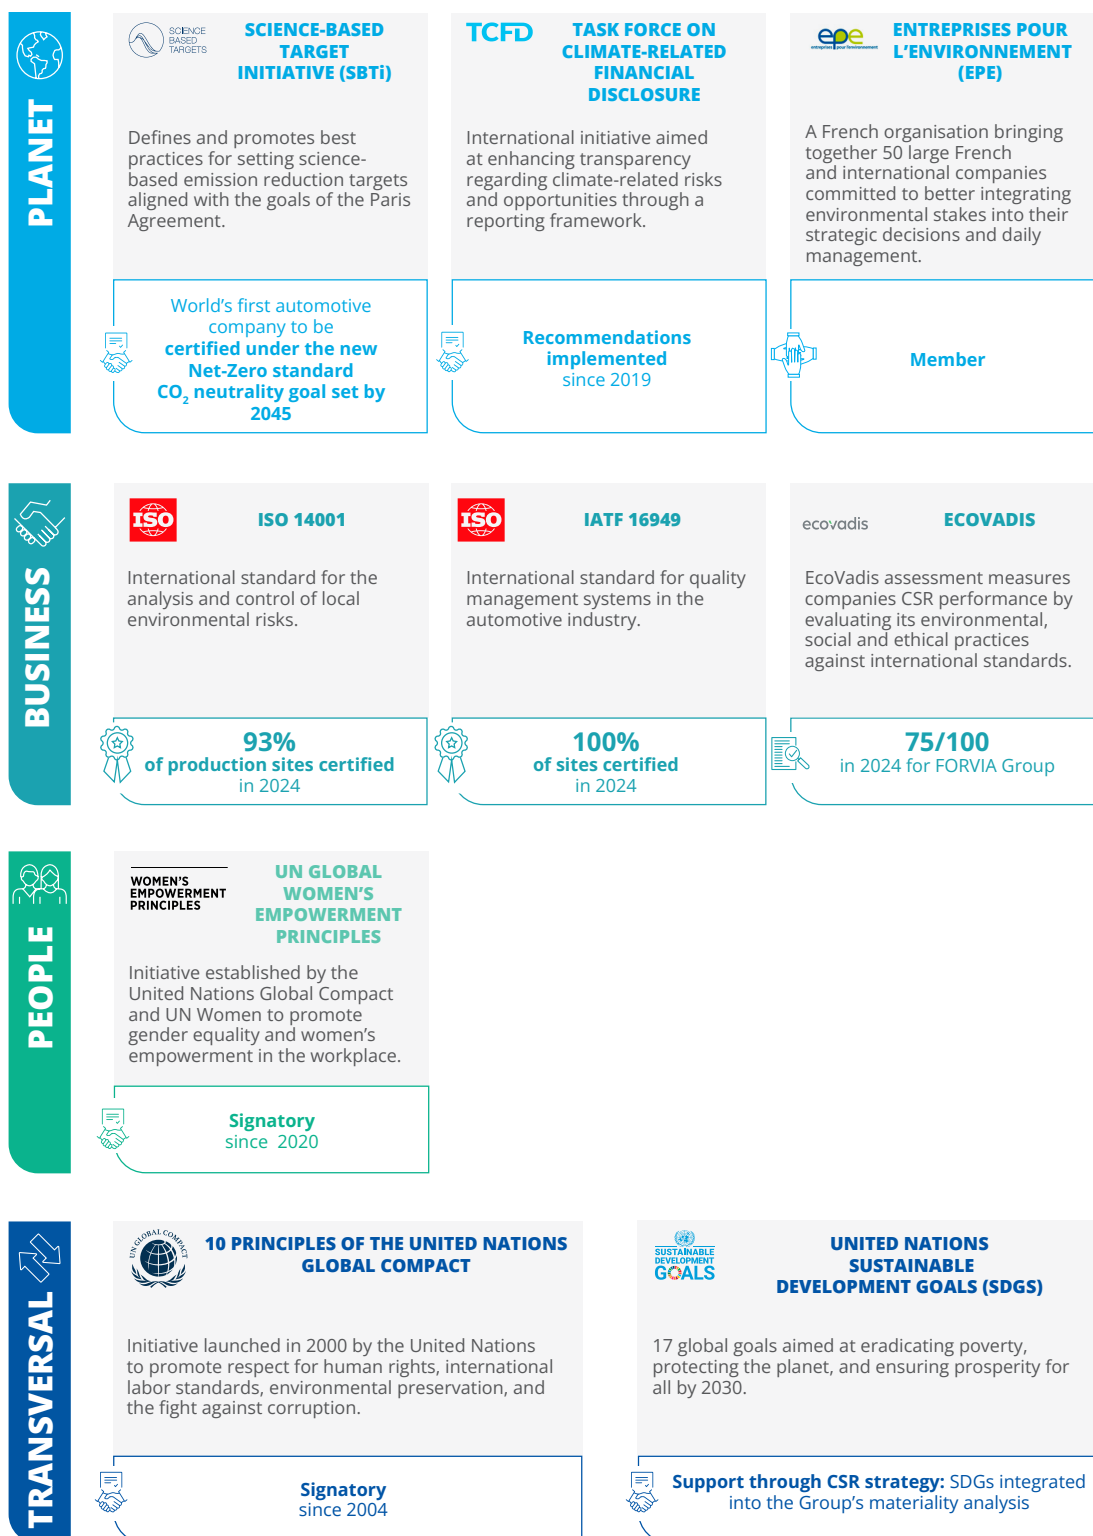 PLANET
SCIENCE
BASED
TARGETS
SCIENCE-BASED
TARGET
INITIATIVE (SBTi)
Defines and promotes best
practices for setting science-
based emission reduction targets
aligned with the goals of the Paris
Agreement.
World's first automotive
company to be
certified under the new
Net-Zero standard
CO2 neutrality goal set by
2045
TCFD
TASK FORCE ON
CLIMATE-RELATED
FINANCIAL
DISCLOSURE
International initiative aimed
at enhancing transparency
regarding climate-related risks
and opportunities through a
reporting framework.
Recommendations
implemented
since 2019
epe
entreprises pour l'environnement
ENTREPRISES POUR
L'ENVIRONNEMENT
(EPE)
A French organisation bringing
together 50 large French
and international companies
committed to better integrating
environmental stakes into their
strategic decisions and daily
management.
Member
BUSINESS
ISO
ISO 14001
International standard for the
analysis and control of local
environmental risks.
93%
of production sites certified
in 2024
ISO
IATF 16949
International standard for quality
management systems in the
automotive industry.
100%
of sites certified
in 2024
ecovadis
ECOVADIS
EcoVadis assessment measures
companies CSR performance by
evaluating its environmental,
social and ethical practices
against international standards.
75/100
in 2024 for FORVIA Group
PEOPLE
WOMEN'S
EMPOWERMENT
PRINCIPLES
UN GLOBAL
WOMEN'S
EMPOWERMENT
PRINCIPLES
Initiative established by the
United Nations Global Compact
and UN Women to promote
gender equality and women's
empowerment in the workplace.
Signatory
since 2020
TRANSVERSAL
UN GLOBAL COMPACT
10 PRINCIPLES OF THE UNITED NATIONS
GLOBAL COMPACT
Initiative launched in 2000 by the United Nations
to promote respect for human rights, international
labor standards, environmental preservation, and
the fight against corruption.
Signatory
since 2004
SUSTAINABLE
DEVELOPMENT
GOALS
UNITED NATIONS
SUSTAINABLE
DEVELOPMENT GOALS (SDGS)
17 global goals aimed at eradicating poverty,
protecting the planet, and ensuring prosperity for
all by 2030.
Support through CSR strategy: SDGs integrated
into the Group's materiality analysis